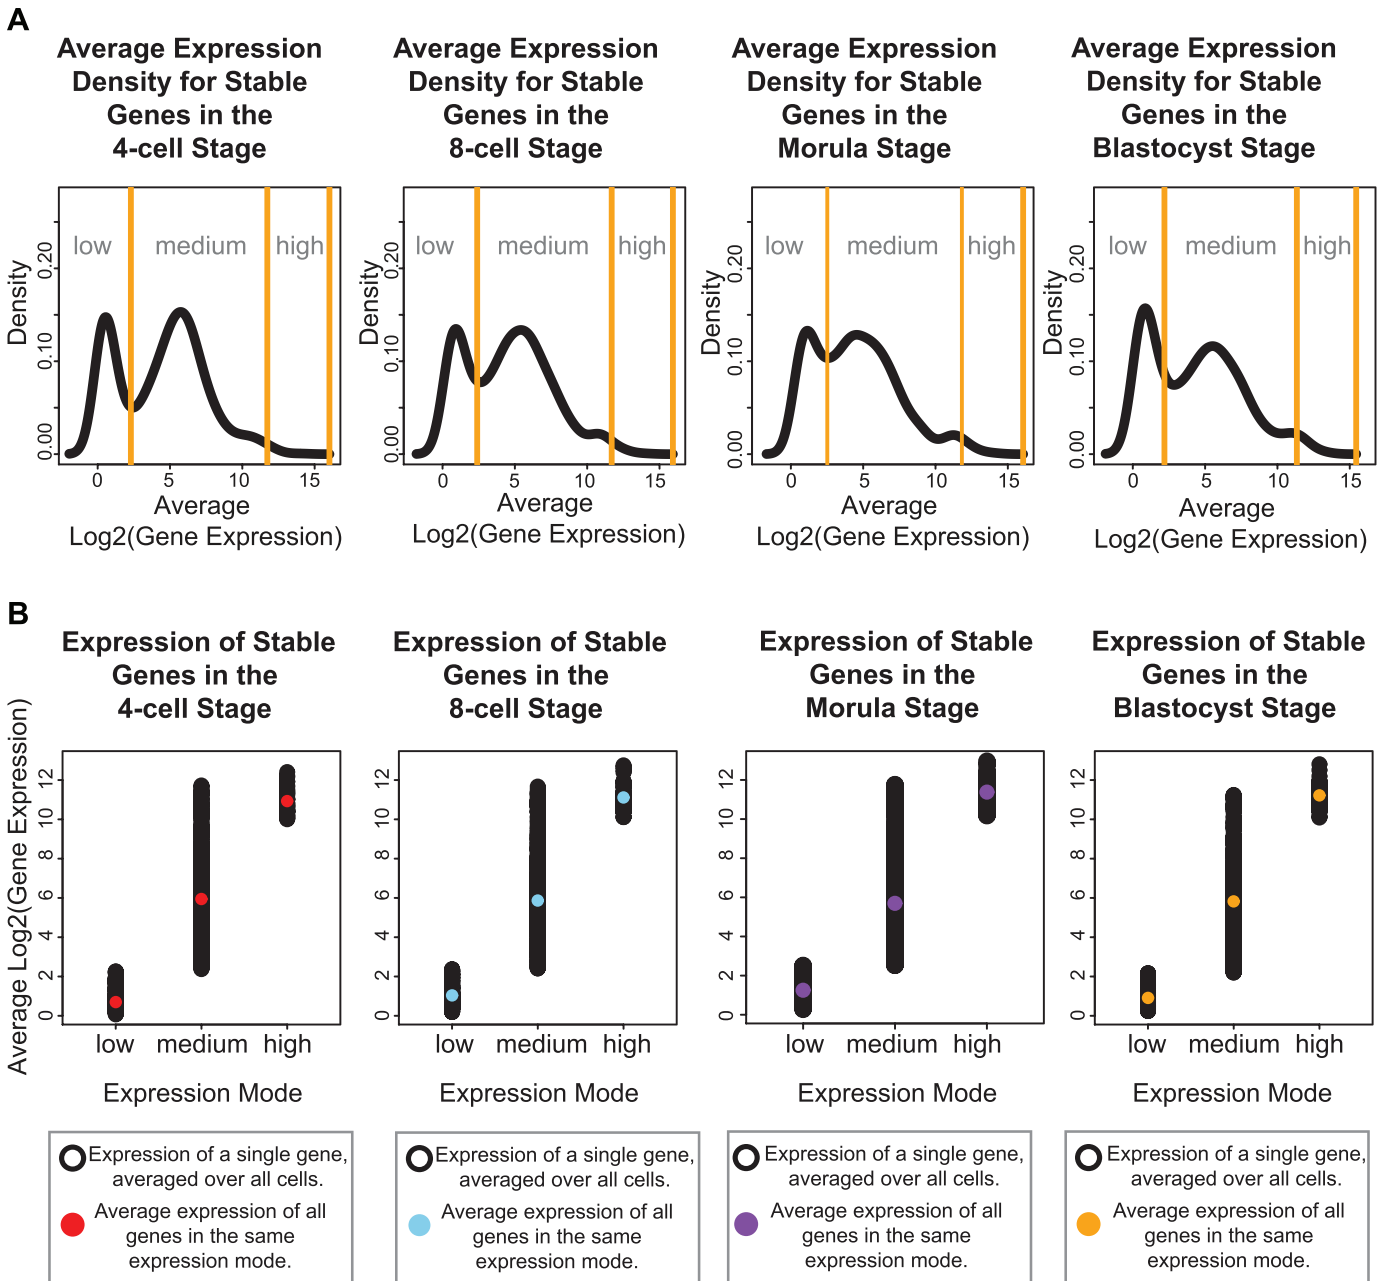 A
Average Expression
Density for Stable
Genes in the
4-cell Stage
Density
0.00
0.10
0.20
low
medium
high
0
5
10
15
Average
Log2(Gene Expression)
Average Expression
Density for Stable
Genes in the
8-cell Stage
Density
0.00
0.10
0.20
low
medium
high
0
5
10
15
Average
Log2(Gene Expression)
Average Expression
Density for Stable
Genes in the
Morula Stage
Density
0.00
0.10
0.20
low
medium
high
0
5
10
15
Average
Log2(Gene Expression)
Average Expression
Density for Stable
Genes in the
Blastocyst Stage
Density
0.00
0.10
0.20
low
medium
high
0
5
10
15
Average
Log2(Gene Expression)
B
Expression of Stable
Genes in the
4-cell Stage
Average Log2(Gene Expression)
12
10
8
6
4
2
0
low medium high
Expression Mode
Expression of a single gene,
averaged over all cells.
Average expression of all
genes in the same
expression mode.
Expression of Stable
Genes in the
8-cell Stage
12
10
8
6
4
2
0
low medium high
Expression Mode
Expression of a single gene,
averaged over all cells.
Average expression of all
genes in the same
expression mode.
Expression of Stable
Genes in the
Morula Stage
12
10
8
6
4
2
0
low medium high
Expression Mode
Expression of a single gene,
averaged over all cells.
Average expression of all
genes in the same
expression mode.
Expression of Stable
Genes in the
Blastocyst Stage
12
10
8
6
4
2
0
low medium high
Expression Mode
Expression of a single gene,
averaged over all cells.
Average expression of all
genes in the same
expression mode.